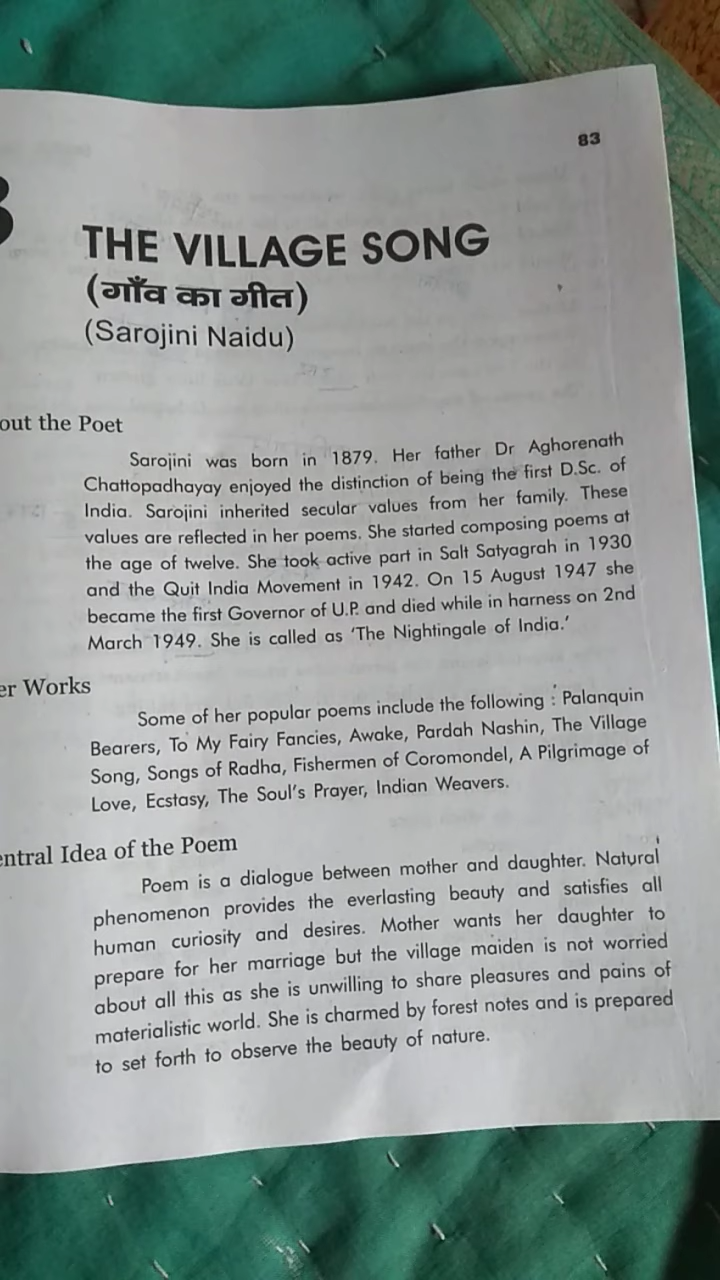 83
THE VILLAGE SONG
(गाँव का गीत)
(Sarojini Naidu)
out the Poet
Sarojini was born in 1879. Her father Dr Aghorenath
Chattopadhayay enjoyed the distinction of being the first D.Sc. of
India. Sarojini inherited secular values from her family. These
values are reflected in her poems. She started composing poems at
the age of twelve. She took active part in Salt Satyagrah in 1930
and the Quit India Movement in 1942. On 15 August 1947 she
became the first Governor of U.P. and died while in harness on 2nd
March 1949. She is called as 'The Nightingale of India.'
er Works
Some of her popular poems include the following : Palanquin
Bearers, To My Fairy Fancies, Awake, Pardah Nashin, The Village
Song, Songs of Radha, Fishermen of Coromondel, A Pilgrimage of
Love, Ecstasy, The Soul's Prayer, Indian Weavers.
entral Idea of the Poem
Poem is a dialogue between mother and daughter. Natural
phenomenon provides the everlasting beauty and satisfies all
human curiosity and desires. Mother wants her daughter to
prepare for her marriage but the village maiden is not worried
about all this as she is unwilling to share pleasures and pains of
materialistic world. She is charmed by forest notes and is prepared
to set forth to observe the beauty of nature.